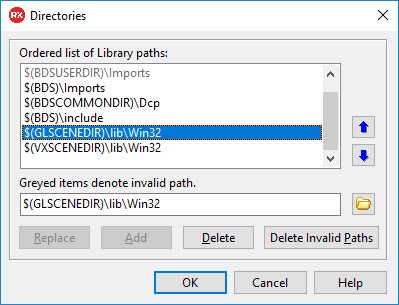 RX Directories
Ordered list of Library paths:
$(BDSUSERDIR)\Imports
$(BDS)\Imports
$(BDSCOMMONDIR)\Dcp
$(BDS)\include
$(GLSCENEDIR)\lib\Win32
$(VXSCENEDIR)\lib\Win32
Greyed items denote invalid path.
$(GLSCENEDIR)\lib\Win32
Replace Add Delete Delete Invalid Paths
OK Cancel Help